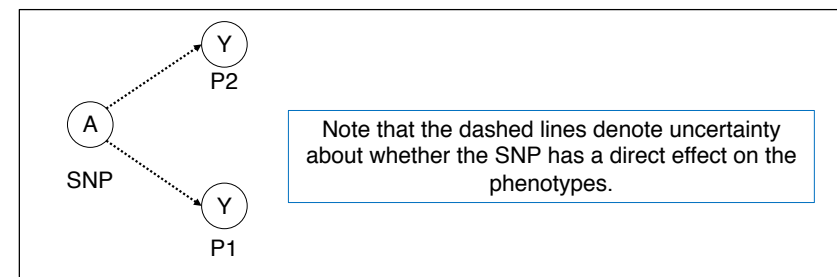 Y
P2
A
SNP
Note that the dashed lines denote uncertainty
about whether the SNP has a direct effect on the
phenotypes.
Y
P1